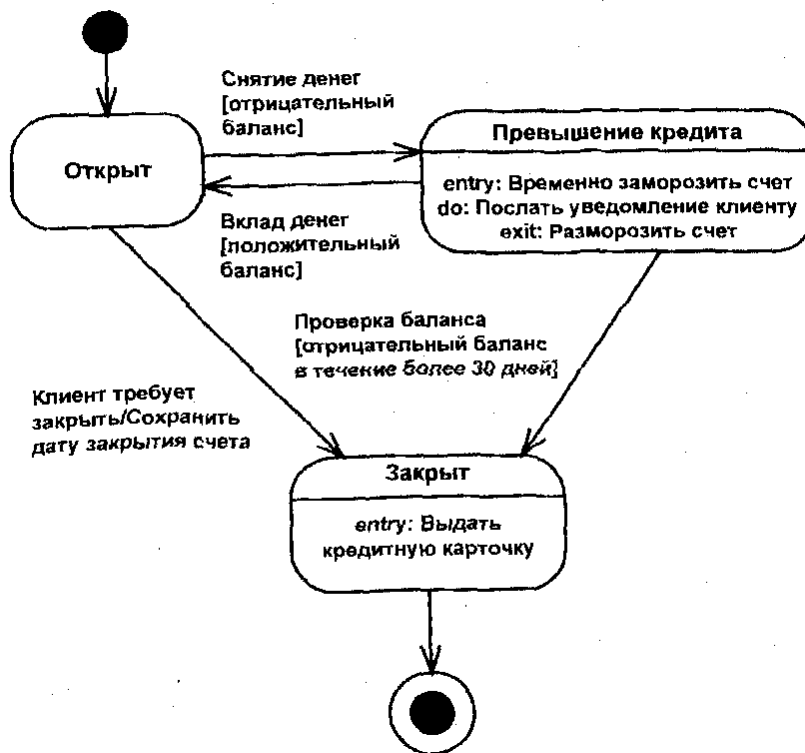 Снятие денег
[отрицательный
баланс]
Открыт
Превышение кредита
entry: Временно заморозить счет
do: Послать уведомление клиенту
exit: Разморозить счет
Вклад денег
[положительный
баланс]
Проверка баланса
[отрицательный баланс
в течение более 30 дней]
Клиент требует
закрыть/Сохранить
дату закрытия счета
Закрыт
entry: Выдать
кредитную карточку